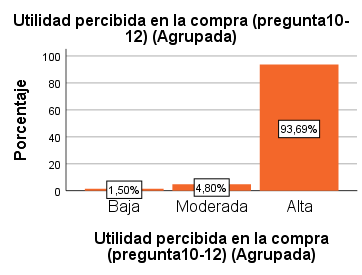 Utilidad percibida en la compra (pregunta10-
12) (Agrupada)
Porcentaje
100
80
60
40
20
0
1,50%
4,80%
93,69%
Baja
Moderada
Alta
Utilidad percibida en la compra
(pregunta10-12) (Agrupada)